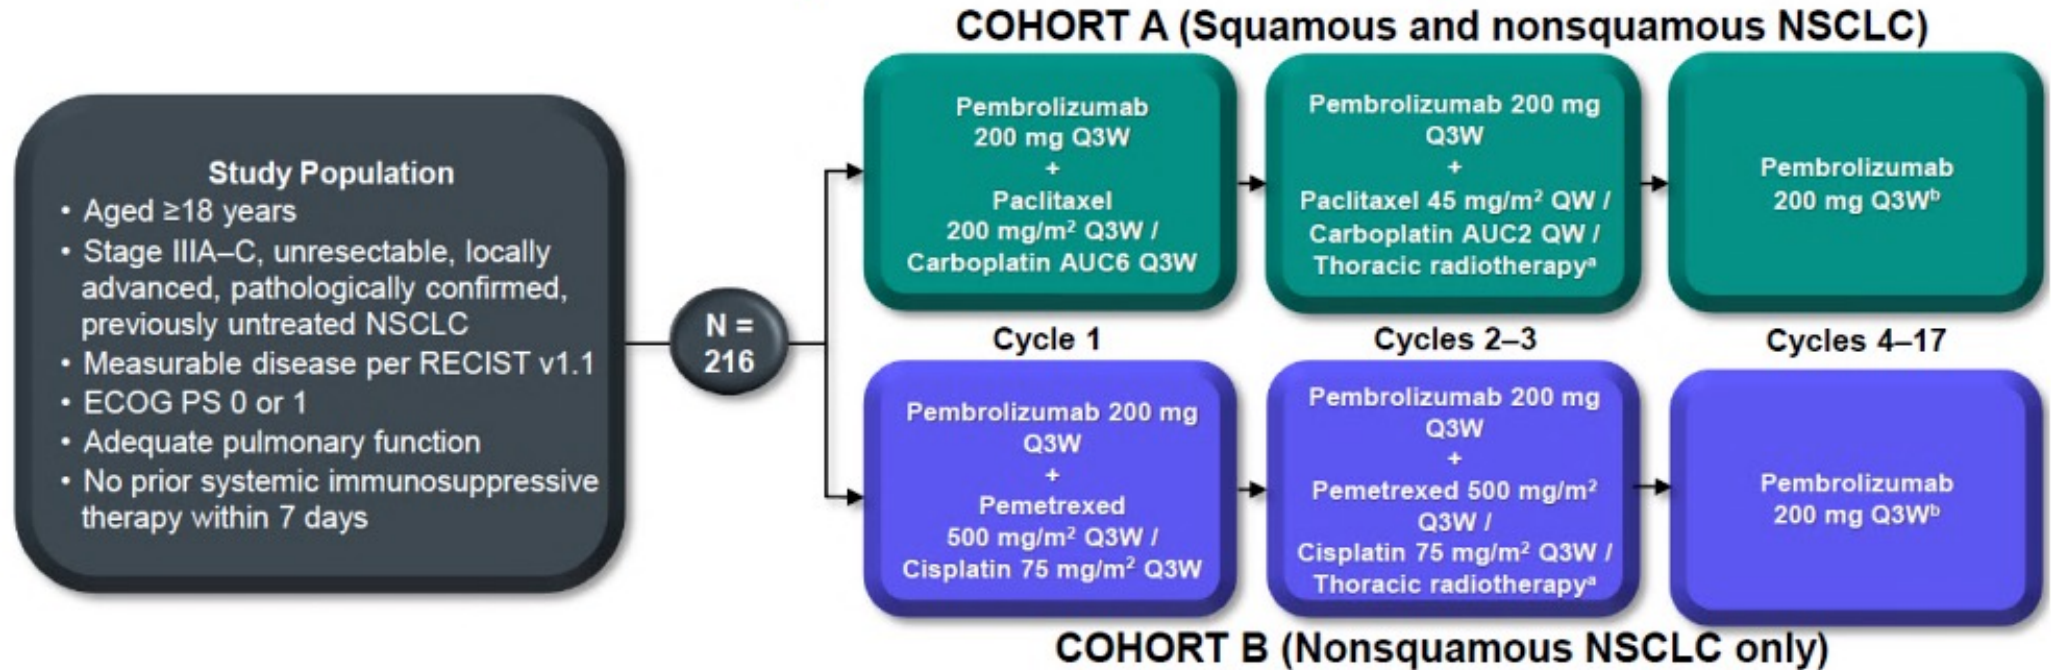 COHORT A (Squamous and nonsquamous NSCLC)
Study Population
• Aged ≥18 years
• Stage IIIA–C, unresectable, locally
advanced, pathologically confirmed,
previously untreated NSCLC
• Measurable disease per RECIST v1.1
• ECOG PS 0 or 1
• Adequate pulmonary function
• No prior systemic immunosuppressive
therapy within 7 days
N =
216
Pembrolizumab
200 mg Q3W
+
Paclitaxel
200 mg/m² Q3W /
Carboplatin AUC6 Q3W
Pembrolizumab 200 mg
Q3W
+
Paclitaxel 45 mg/m² QW /
Carboplatin AUC2 QW /
Thoracic radiotherapyᵃ
Pembrolizumab
200 mg Q3Wᵇ
Cycle 1
Cycles 2–3
Cycles 4–17
Pembrolizumab 200 mg
Q3W
+
Pemetrexed
500 mg/m² Q3W /
Cisplatin 75 mg/m² Q3W
Pembrolizumab 200 mg
Q3W
+
Pemetrexed 500 mg/m²
Q3W /
Cisplatin 75 mg/m² Q3W /
Thoracic radiotherapyᵃ
Pembrolizumab
200 mg Q3Wᵇ
COHORT B (Nonsquamous NSCLC only)